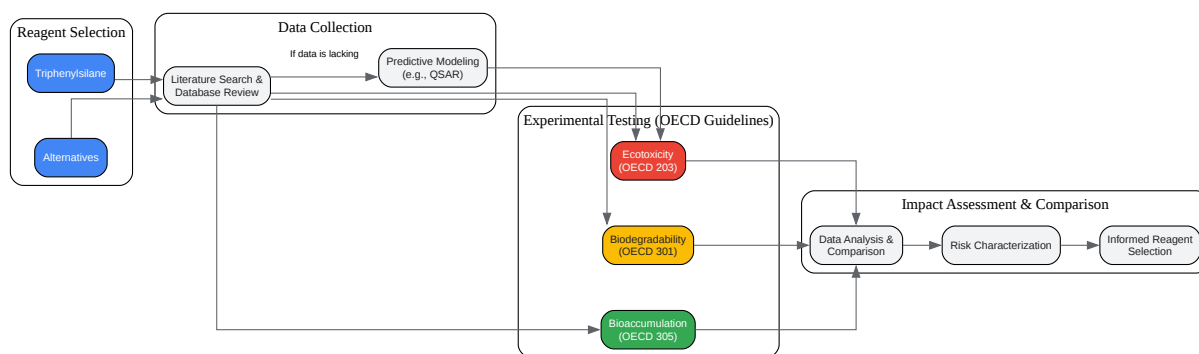 Reagent Selection
Triphenylsilane
Alternatives
Data Collection
If data is lacking
Literature Search &
Database Review
Predictive Modeling
(e.g., QSAR)
Experimental Testing (OECD Guidelines)
Ecotoxicity
(OECD 203)
Biodegradability
(OECD 301)
Bioaccumulation
(OECD 305)
Impact Assessment & Comparison
Data Analysis &
Comparison
Risk Characterization
Informed Reagent
Selection